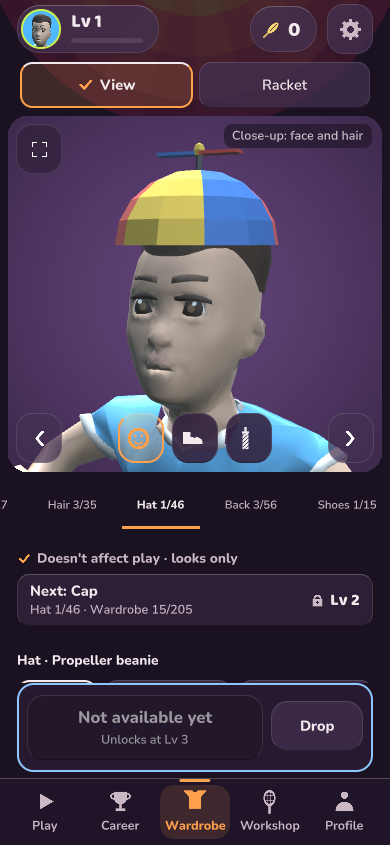 Lv 1
0
View
Racket
Close-up: face and hair
7
Hair 3/35
Hat 1/46
Back 3/56
Shoes 1/15
Doesn't affect play · looks only
Next: Cap
Hat 1/46 · Wardrobe 15/205
Lv 2
Hat · Propeller beanie
Not available yet
Unlocks at Lv 3
Drop
Play
Career
Wardrobe
Workshop
Profile